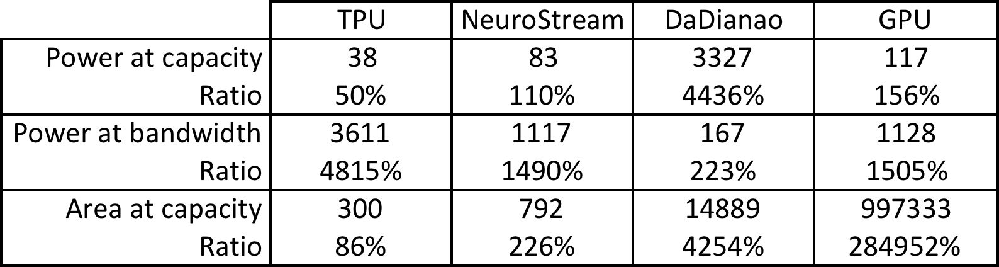 TPU NeuroStream DaDianao GPU
Power at capacity 38 83 3327 117
Ratio 50% 110% 4436% 156%
Power at bandwidth 3611 1117 167 1128
Ratio 4815% 1490% 223% 1505%
Area at capacity 300 792 14889 997333
Ratio 86% 226% 4254% 284952%